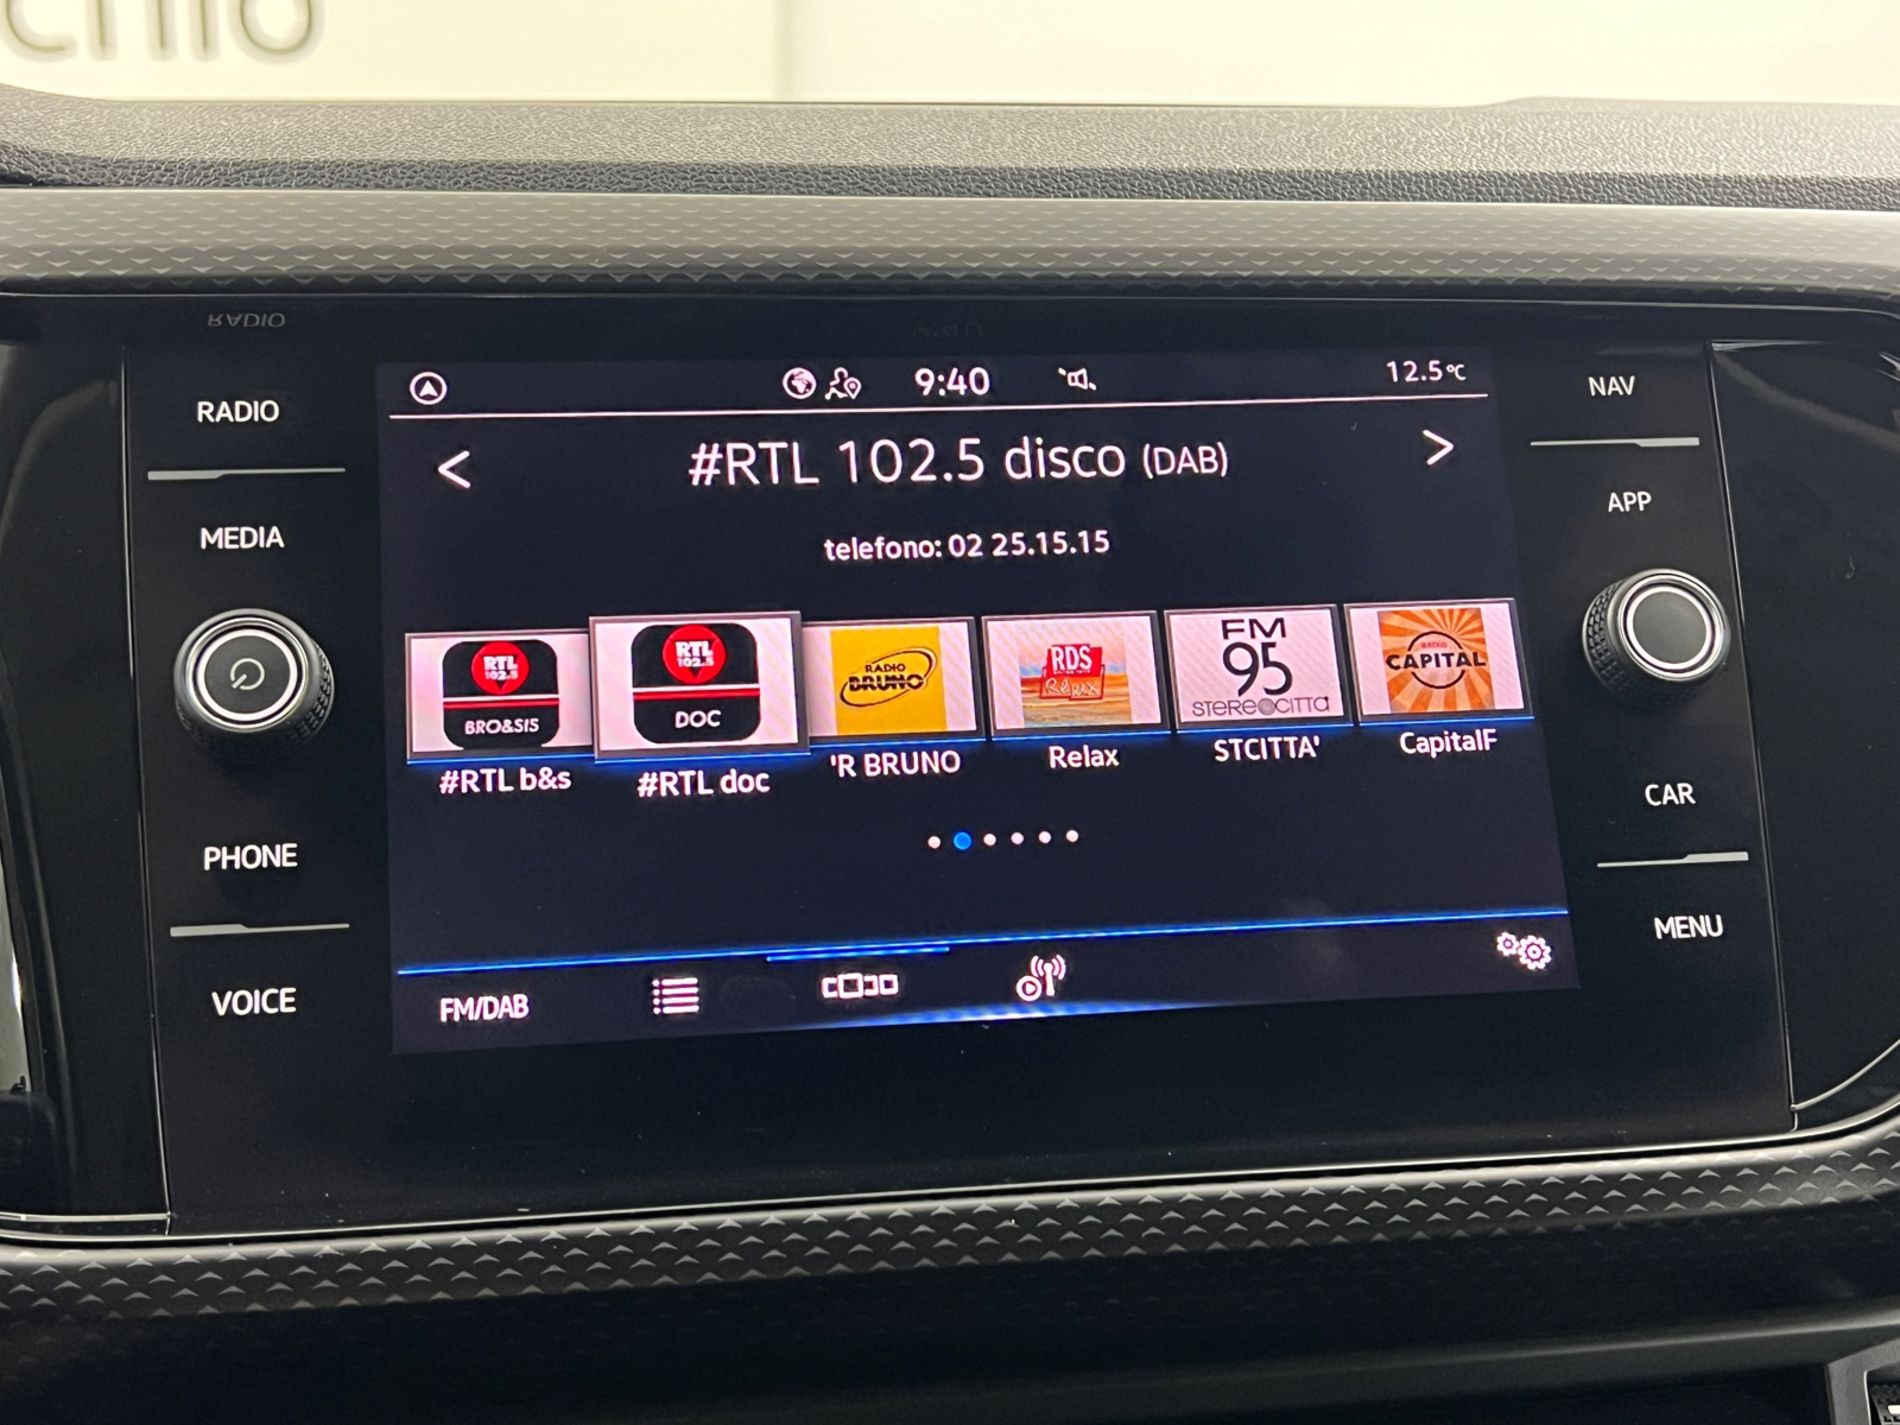 RADIO
MEDIA
PHONE
VOICE
9:40
12.5°C
<
#RTL 102.5 disco (DAB)
>
telefono: 02 25.15.15
RTL
102.5
BRO&SIS
#RTL b&s
RTL
102.5
DOC
#RTL doc
RADIO
BRUNO
'R BRUNO
RDS
Relax
Relax
FM
95
STEREOCITTA
STCITTA'
RADIO
CAPITAL
CapitalF
FM/DAB
NAV
APP
CAR
MENU